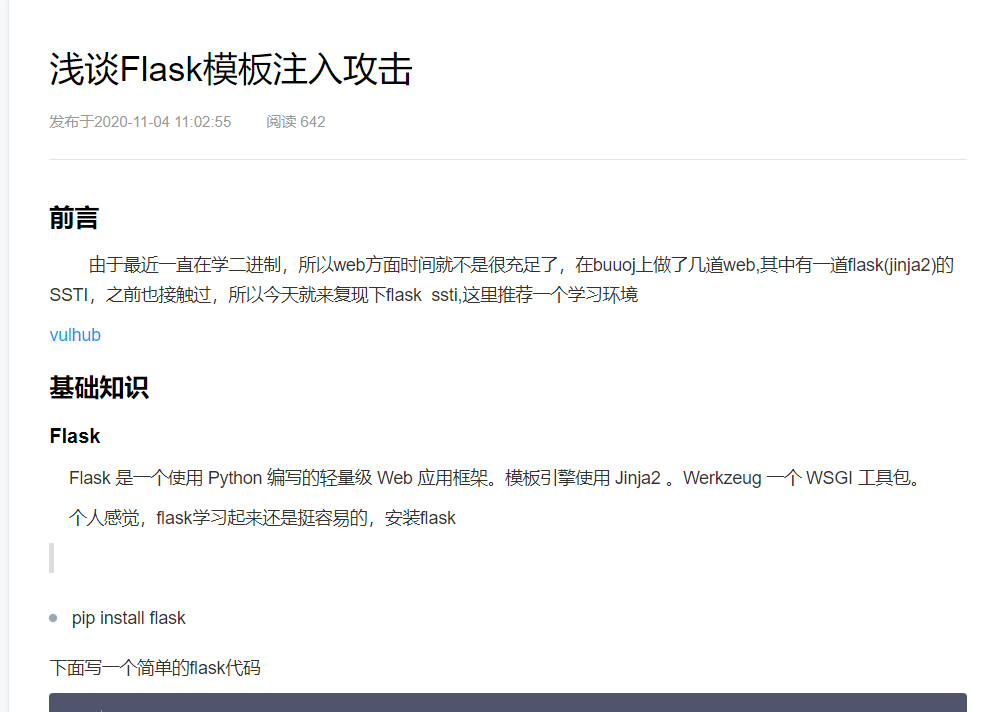 浅谈Flask模板注入攻击
发布于2020-11-04 11:02:55 阅读 642
前言
由于最近一直在学二进制，所以web方面时间就不是很充足了，在buuoj上做了几道web,其中有一道flask(jinja2)的
SSTI，之前也接触过，所以今天就来复现下flask ssti,这里推荐一个学习环境
vulhub
基础知识
Flask
Flask 是一个使用 Python 编写的轻量级 Web 应用框架。模板引擎使用 Jinja2 。Werkzeug 一个 WSGI 工具包。
个人感觉，flask学习起来还是挺容易的，安装flask
pip install flask
下面写一个简单的flask代码